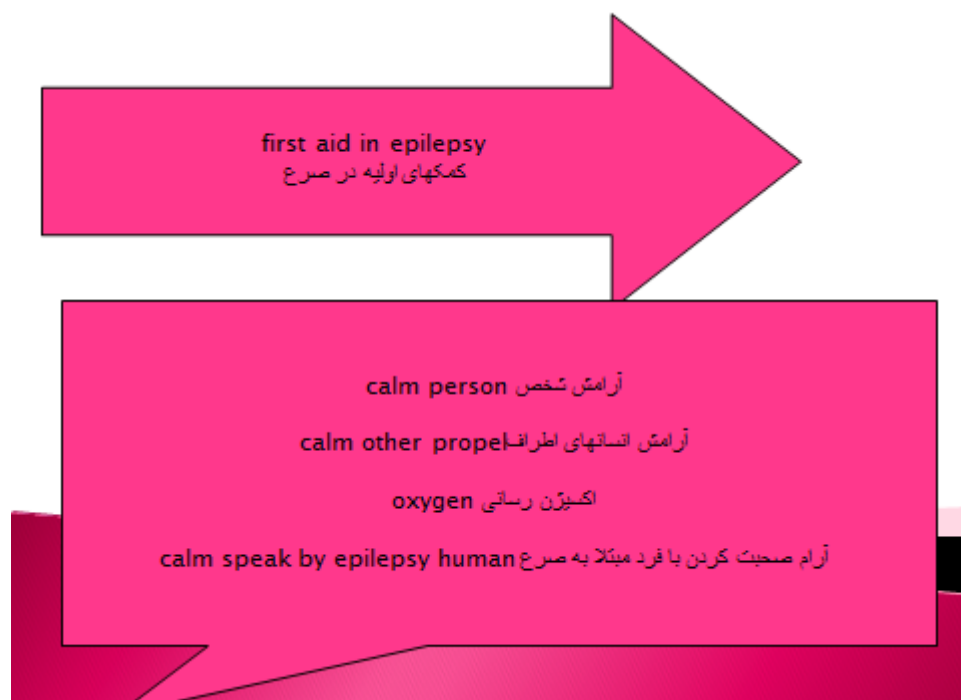 first aid in epilepsy
کمکهای اولیه در صرع
calm person آرامش شخص
calm other propel آرامش انسانهای اطراف
oxygen اکسیژن رسانی
calm speak by epilepsy human آرام صحبت کردن با فرد مبتلا به صرع